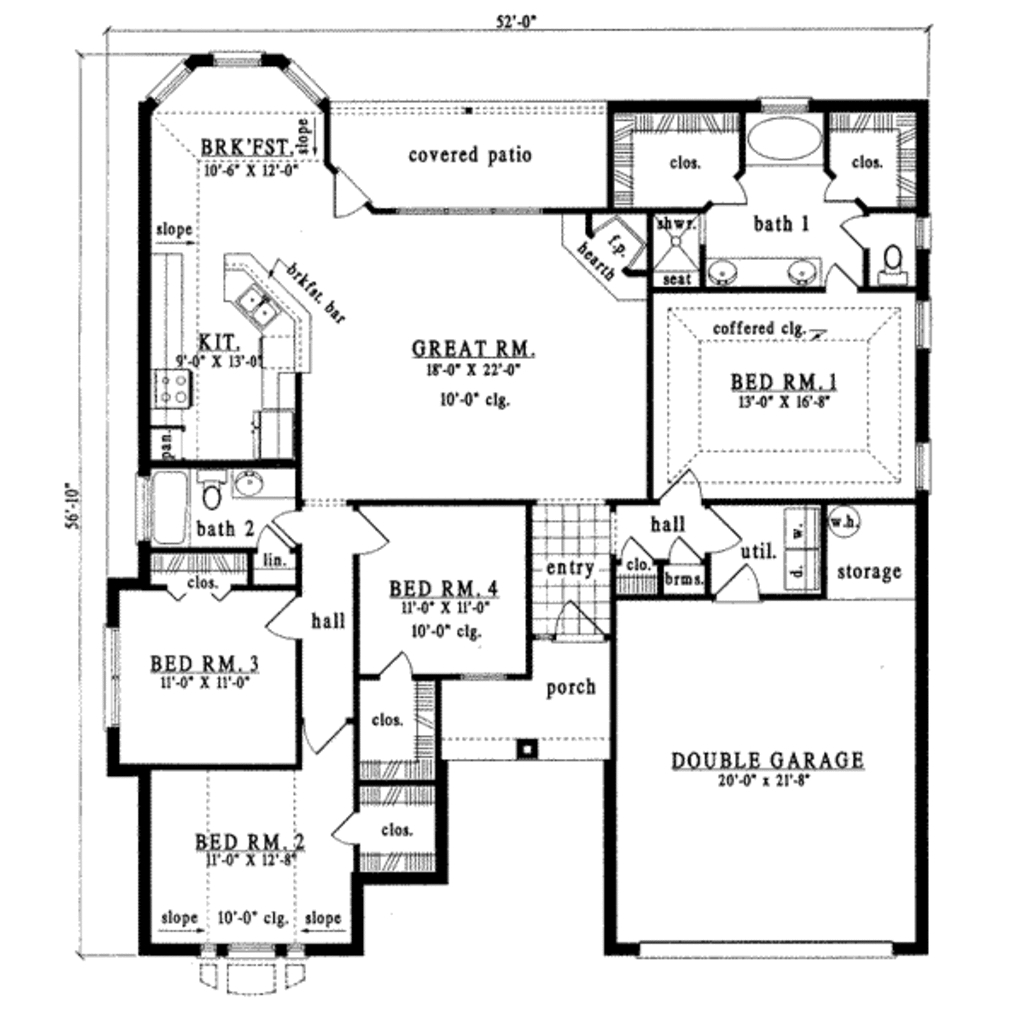 52'-0"
BRK'FST.
10'-6" X 12'-0"
slope
covered patio
clos.
clos.
slope
bath 1
shwr.
seat
f.p.
hearth
brkfst. bar
KIT.
9'-0" X 13'-0"
pan.
GREAT RM.
18'-0" X 22'-0"
10'-0" clg.
coffered clg.
BED RM. 1
13'-0" X 16'-8"
56'-10"
bath 2
lin.
clos.
hall
BED RM. 4
11'-0" X 11'-0"
10'-0" clg.
entry
hall
clo.
brms.
util.
w.
d.
w.h.
storage
BED RM. 3
11'-0" X 11'-0"
clos.
porch
DOUBLE GARAGE
20'-0" x 21'-8"
BED RM. 2
11'-0" X 12'-8"
clos.
slope
10'-0" clg.
slope